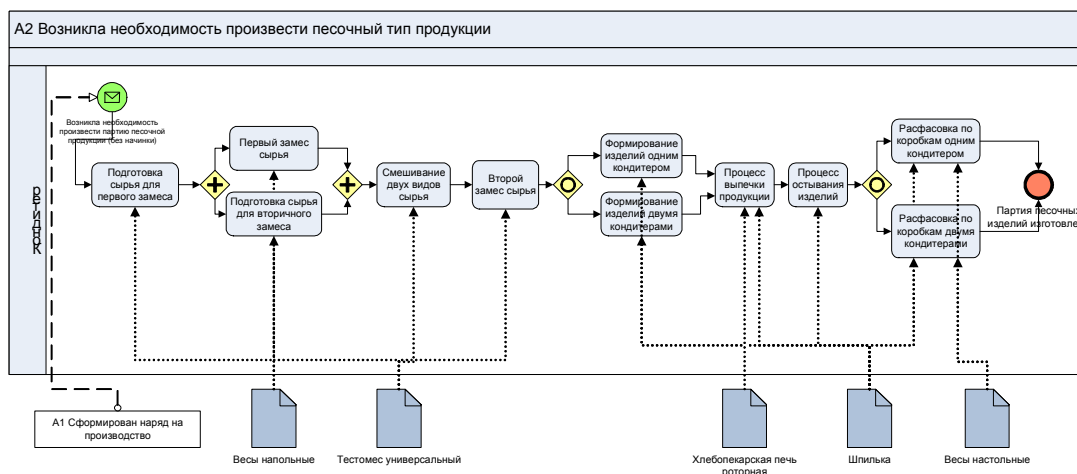 А2 Возникла необходимость произвести песочный тип продукции
Кондитер
Возникла необходимость
произвести партию песочной
продукции (без начинки)
Подготовка
сырья для
первого замеса
Первый замес
сырья
Подготовка сырья
для вторичного
замеса
Смешивание
двух видов
сырья
Второй
замес сырья
Формирование
изделий одним
кондитером
Формирование
изделий двумя
кондитерами
Процесс
выпечки
продукции
Процесс
остывания
изделий
Расфасовка по
коробкам одним
кондитером
Расфасовка по
коробкам двумя
кондитерами
Партия песочных
изделий изготовле
А1 Сформирован наряд на
производство
Весы напольные
Тестомес универсальный
Хлебопекарская печь
роторная
Шпилька
Весы настольные